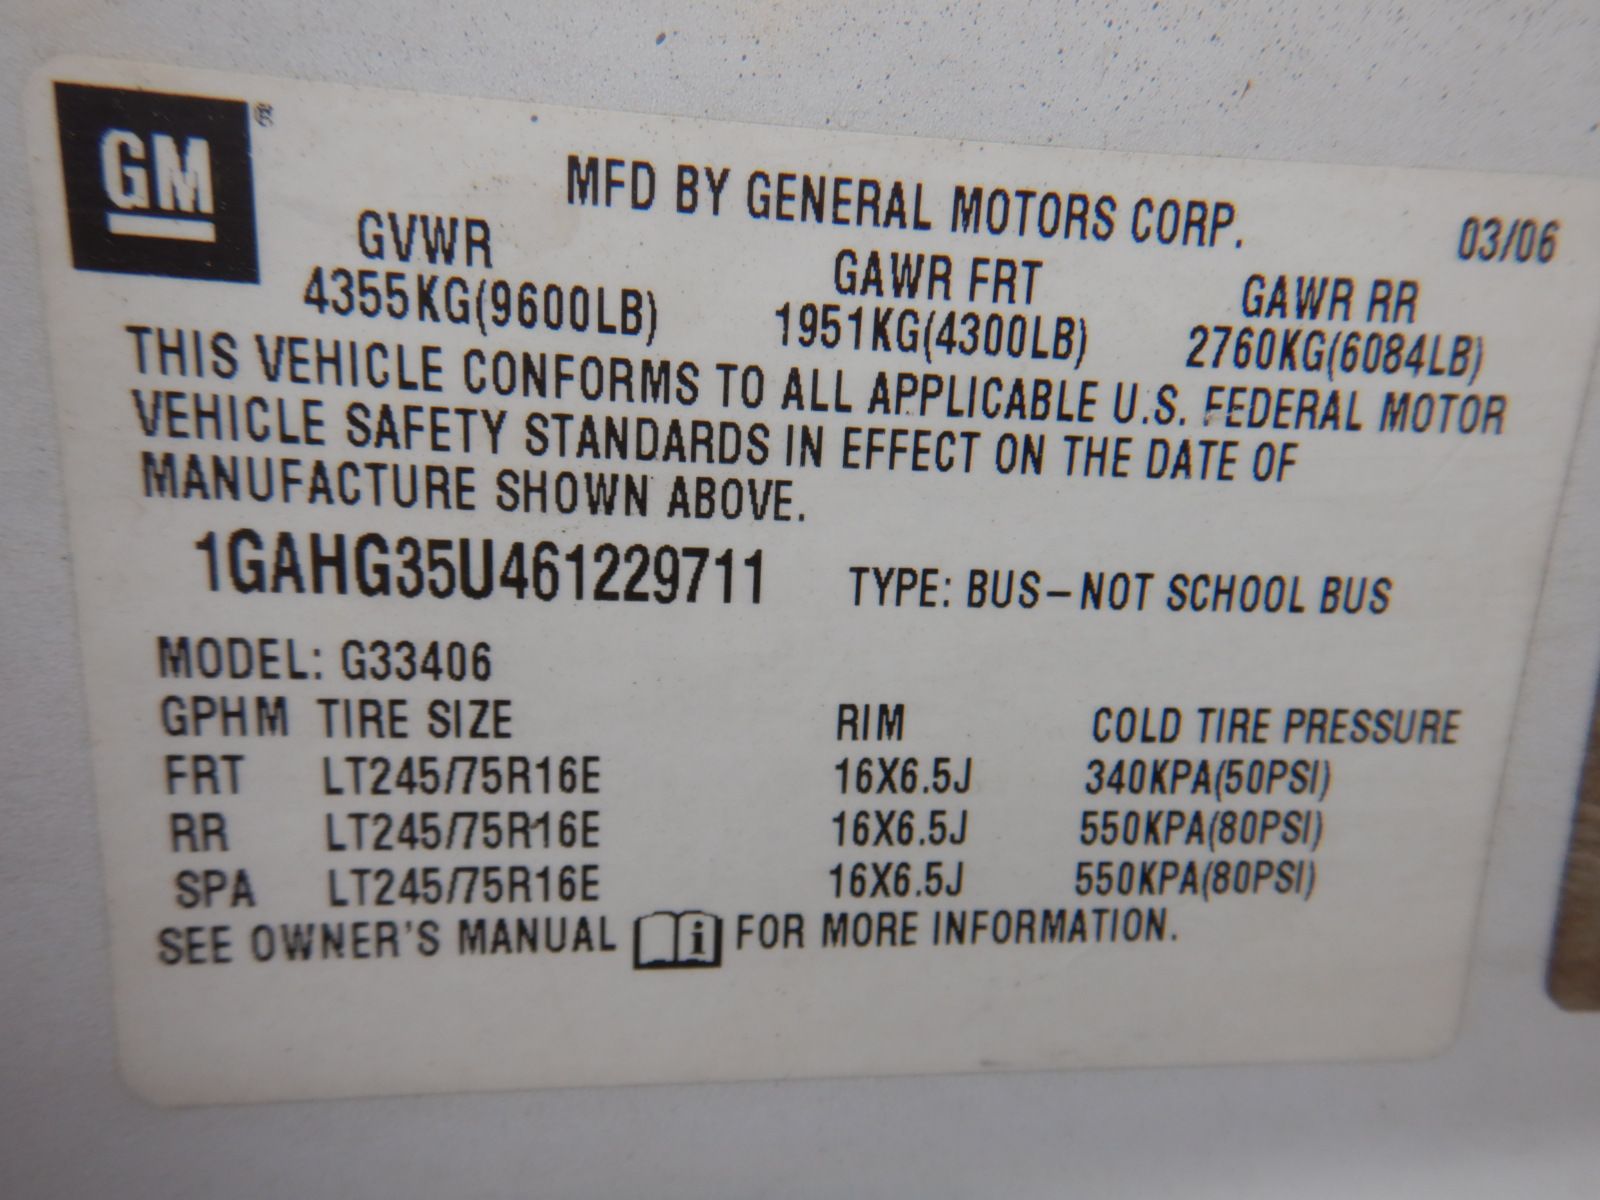 GM ®
MFD BY GENERAL MOTORS CORP. 03/06
GVWR GAWR FRT GAWR RR
4355KG(9600LB) 1951KG(4300LB) 2760KG(6084LB)
THIS VEHICLE CONFORMS TO ALL APPLICABLE U.S. FEDERAL MOTOR
VEHICLE SAFETY STANDARDS IN EFFECT ON THE DATE OF
MANUFACTURE SHOWN ABOVE.
1GAHG35U461229711 TYPE: BUS-NOT SCHOOL BUS
MODEL: G33406
GPHM TIRE SIZE RIM COLD TIRE PRESSURE
FRT LT245/75R16E 16X6.5J 340KPA(50PSI)
RR LT245/75R16E 16X6.5J 550KPA(80PSI)
SPA LT245/75R16E 16X6.5J 550KPA(80PSI)
SEE OWNER'S MANUAL i FOR MORE INFORMATION.